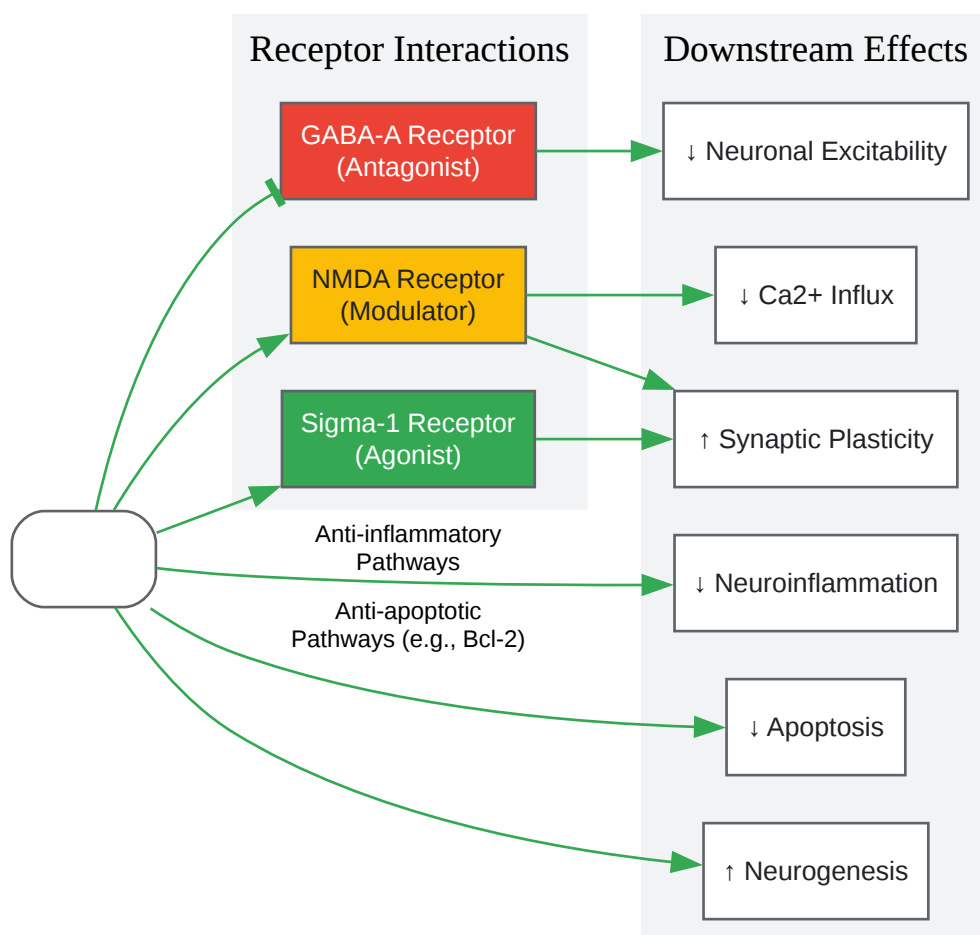 Receptor Interactions
Downstream Effects
GABA-A Receptor
(Antagonist)
↓ Neuronal Excitability
NMDA Receptor
(Modulator)
↓ Ca2+ Influx
Sigma-1 Receptor
(Agonist)
↑ Synaptic Plasticity
Anti-inflammatory
Pathways
↓ Neuroinflammation
Anti-apoptotic
Pathways (e.g., Bcl-2)
↓ Apoptosis
↑ Neurogenesis